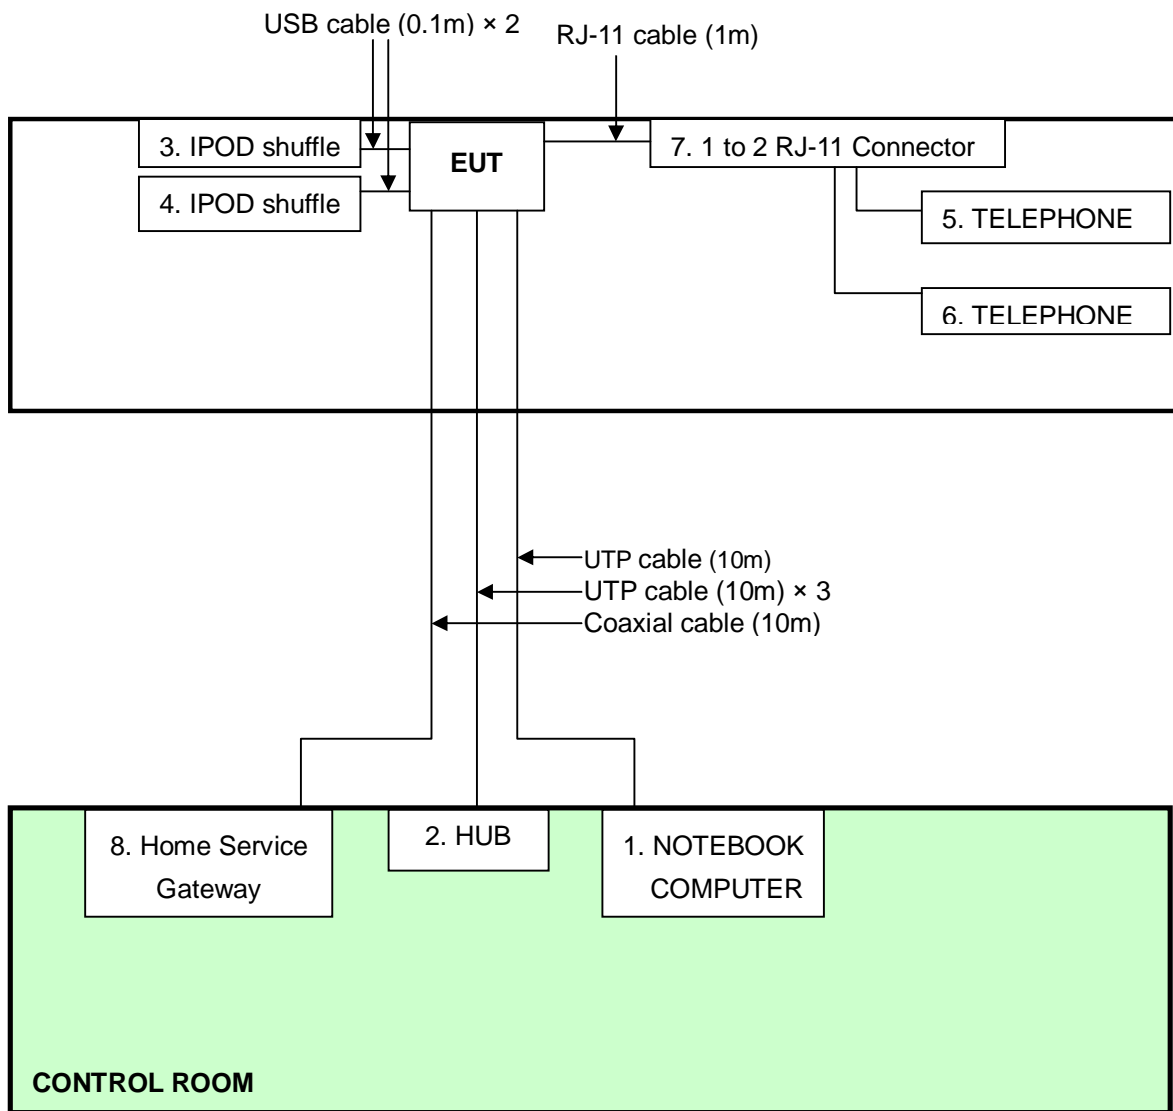 USB cable (0.1m) × 2
RJ-11 cable (1m)
3. IPOD shuffle
EUT
7. 1 to 2 RJ-11 Connector
4. IPOD shuffle
5. TELEPHONE
6. TELEPHONE
UTP cable (10m)
UTP cable (10m) × 3
Coaxial cable (10m)
8. Home Service
Gateway
2. HUB
1. NOTEBOOK
COMPUTER
CONTROL ROOM